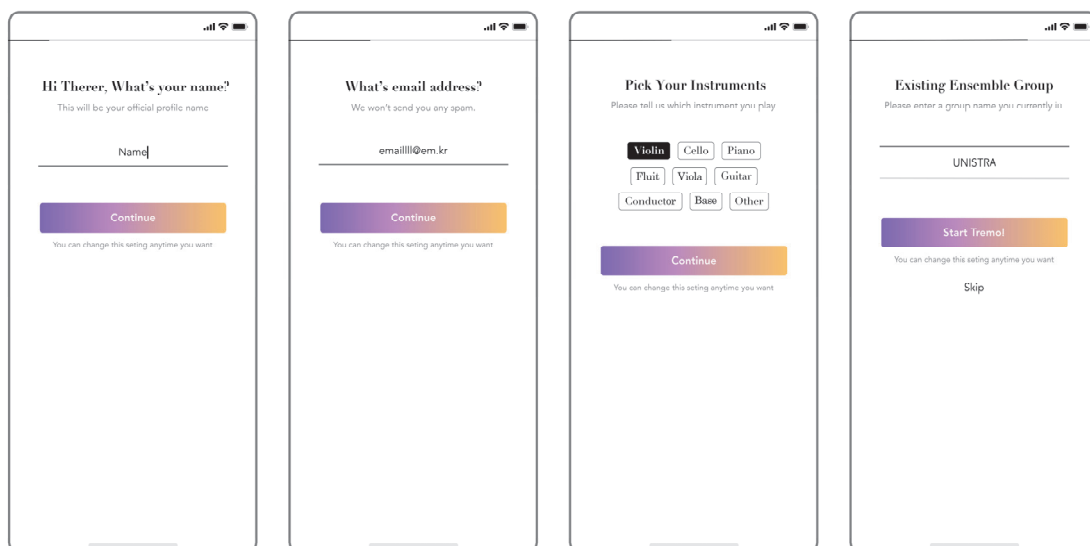 Hi Therer, What's your name?
This will be your official profile name
Name
Continue
You can change this seting anytime you want
What's email address?
We won't send you any spam.
emaillll@em.kr
Continue
You can change this seting anytime you want
Pick Your Instruments
Please tell us which instrument you play
Violin Cello Piano
Fluit Viola Guitar
Conductor Base Other
Continue
You can change this seting anytime you want
Existing Ensemble Group
Please enter a group name you currently iu
UNISTRA
Start Tremol
You can change this seting anytime you want
Skip